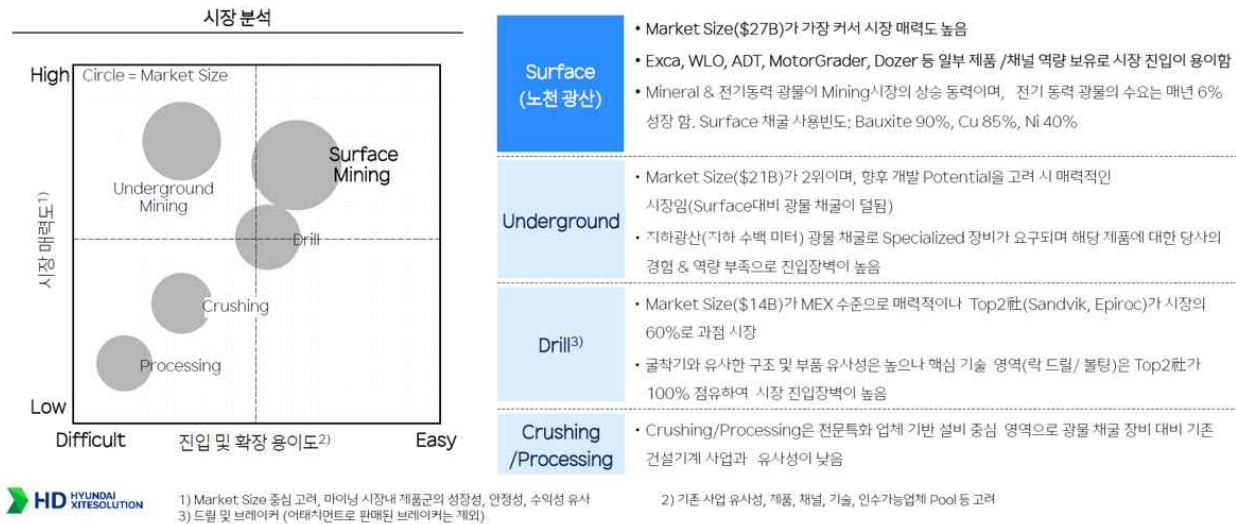 시장 분석
High
Circle = Market Size
Surface
Mining
Underground
Mining
Drill
Crushing
Processing
시장 매력도1)
Low
Difficult
진입 및 확장 용이도2)
Easy
Surface
(노천 광산)
• Market Size($27B)가 가장 커서 시장 매력도 높음
• Exca, WLO, ADT, MotorGrader, Dozer 등 일부 제품 /채널 역량 보유로 시장 진입이 용이함
• Mineral & 전기동력 광물이 Mining시장의 상승 동력이며, 전기 동력 광물의 수요는 매년 6%
성장 함. Surface 채굴 사용빈도: Bauxite 90%, Cu 85%, Ni 40%
Underground
• Market Size($21B)가 2위이며, 향후 개발 Potential을 고려 시 매력적인
시장임(Surface대비 광물 채굴이 덜됨)
• 지하광산(지하 수백 미터) 광물 채굴로 Specialized 장비가 요구되며 해당 제품에 대한 당사의
경험 & 역량 부족으로 진입장벽이 높음
Drill3)
• Market Size($14B)가 MEX 수준으로 매력적이나 Top2社(Sandvik, Epiroc)가 시장의
60%로 과점 시장
• 굴착기와 유사한 구조 및 부품 유사성은 높으나 핵심 기술 영역(락 드릴/ 볼팅)은 Top2社가
100% 점유하여 시장 진입장벽이 높음
Crushing
/Processing
• Crushing/Processing은 전문특화 업체 기반 설비 중심 영역으로 광물 채굴 장비 대비 기존
건설기계 사업과 유사성이 낮음
HD HYUNDAI
XITESOLUTION
1) Market Size 중심 고려, 마이닝 시장내 제품군의 성장성, 안정성, 수익성 유사
2) 기존 사업 유사성, 제품, 채널, 기술, 인수가능업체 Pool 등 고려
3) 드릴 및 브레이커 (어태치먼트로 판매된 브레이커는 제외)